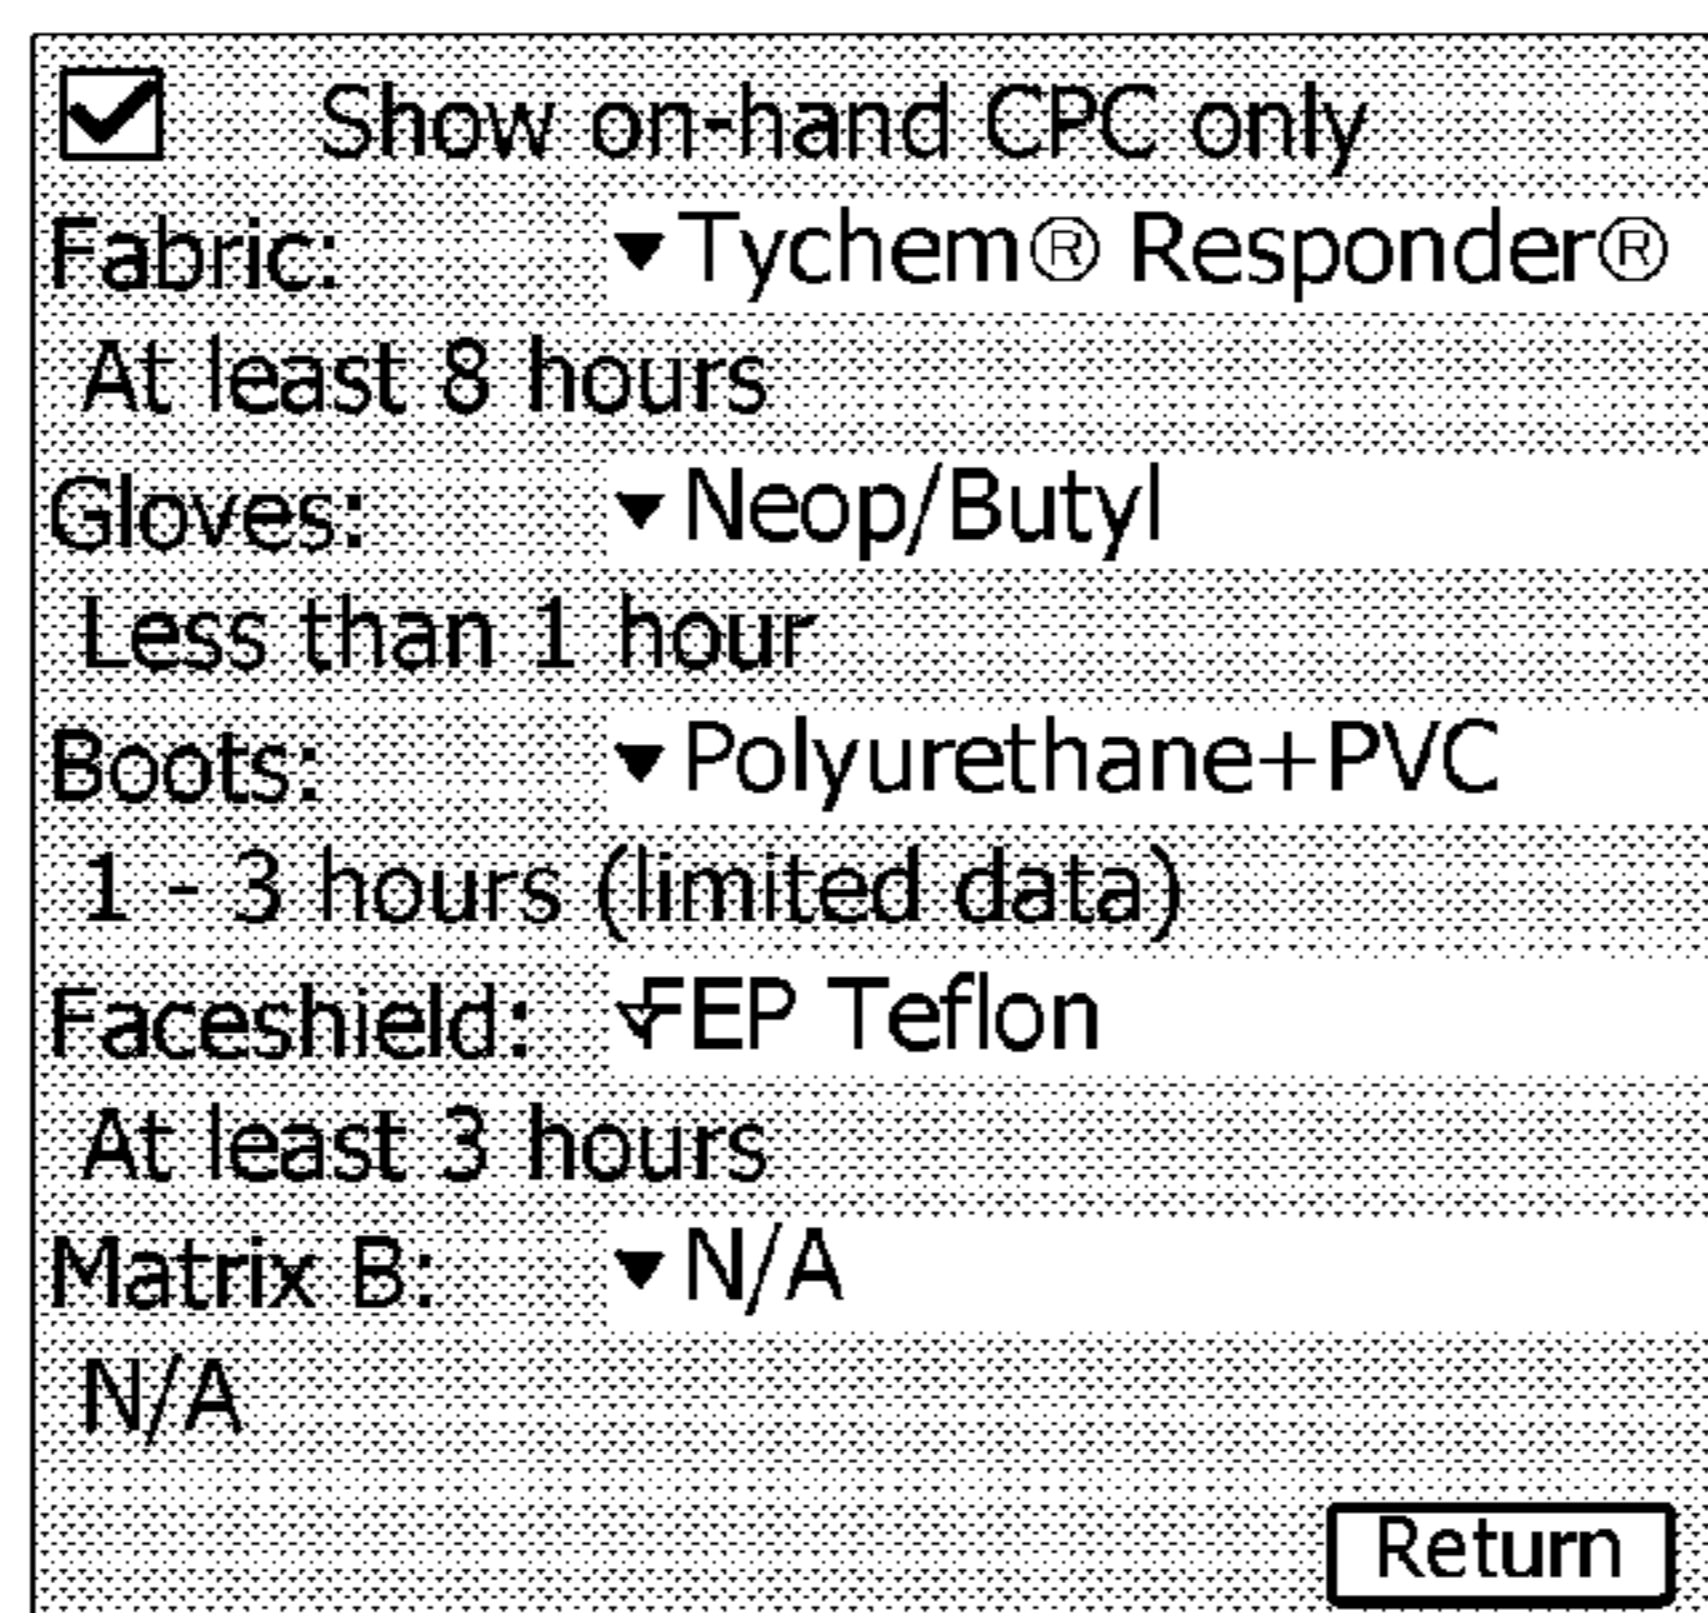 Show on-hand CPC only
Fabric: Tychem® Responder®
At least 8 hours
Gloves: Neop/Butyl
Less than 1 hour
Boots: Polyurethane+PVC
1 - 3 hours (limited data)
Faceshield: FEP Teflon
At least 3 hours
Matrix B: N/A
N/A
Return